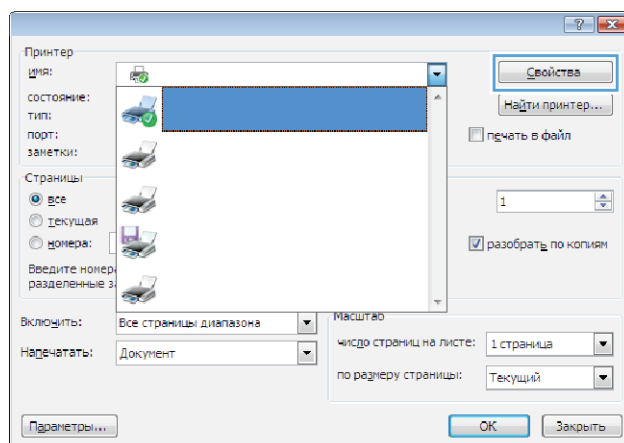 Принтер
имя:
Свойства
состояние:
Найти принтер...
тип:
порт:
печать в файл
заметки:
Страницы
все
1
текущая
номера:
разобрать по копиям
Введите
разделенные
Включить:
Все страницы диапазона
Масштаб
Напечатать:
Документ
число страниц на листе:
1 страница
по размеру страницы:
Текущий
Параметры...
ОК
Закрыть